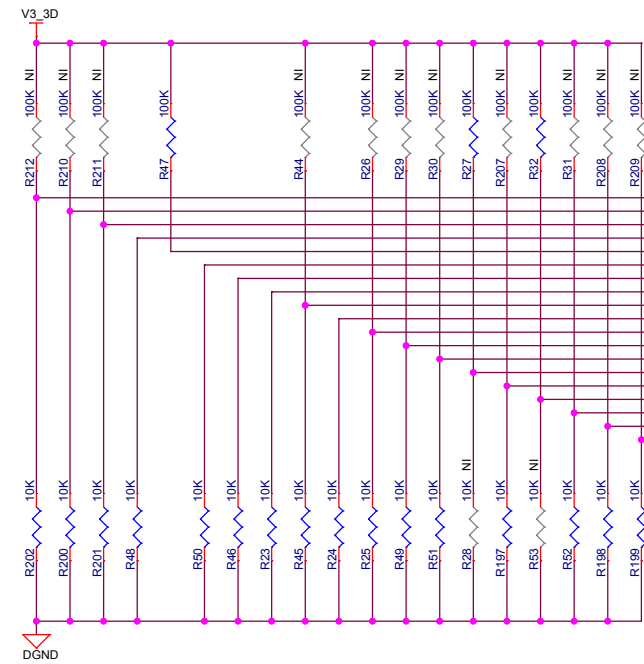 V3_3D
R212 100K NI
R210 100K NI
R211 100K NI
R47 100K
R44 100K NI
R26 100K NI
R29 100K NI
R30 100K NI
R27 100K
R207 100K NI
R32 100K
R31 100K NI
R208 100K NI
R209 100K NI
R202 10K
R200 10K
R201 10K
R48 10K
R50 10K
R46 10K
R23 10K
R45 10K
R24 10K
R25 10K
R49 10K
R51 10K
R28 10K NI
R197 10K
R53 10K NI
R52 10K
R198 10K
R199 10K
DGND